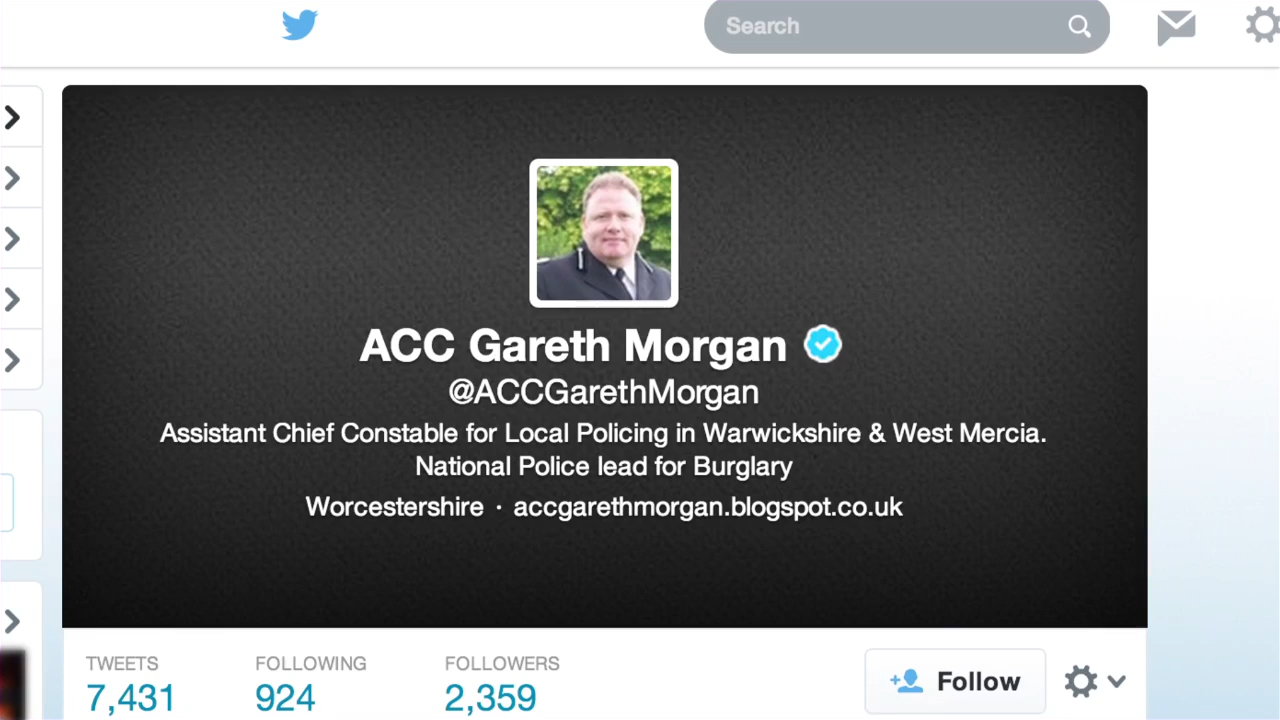 Search
ACC Gareth Morgan
@ACCGarethMorgan
Assistant Chief Constable for Local Policing in Warwickshire & West Mercia.
National Police lead for Burglary
Worcestershire · accgarethmorgan.blogspot.co.uk
TWEETS FOLLOWING FOLLOWERS
7,431 924 2,359
Follow